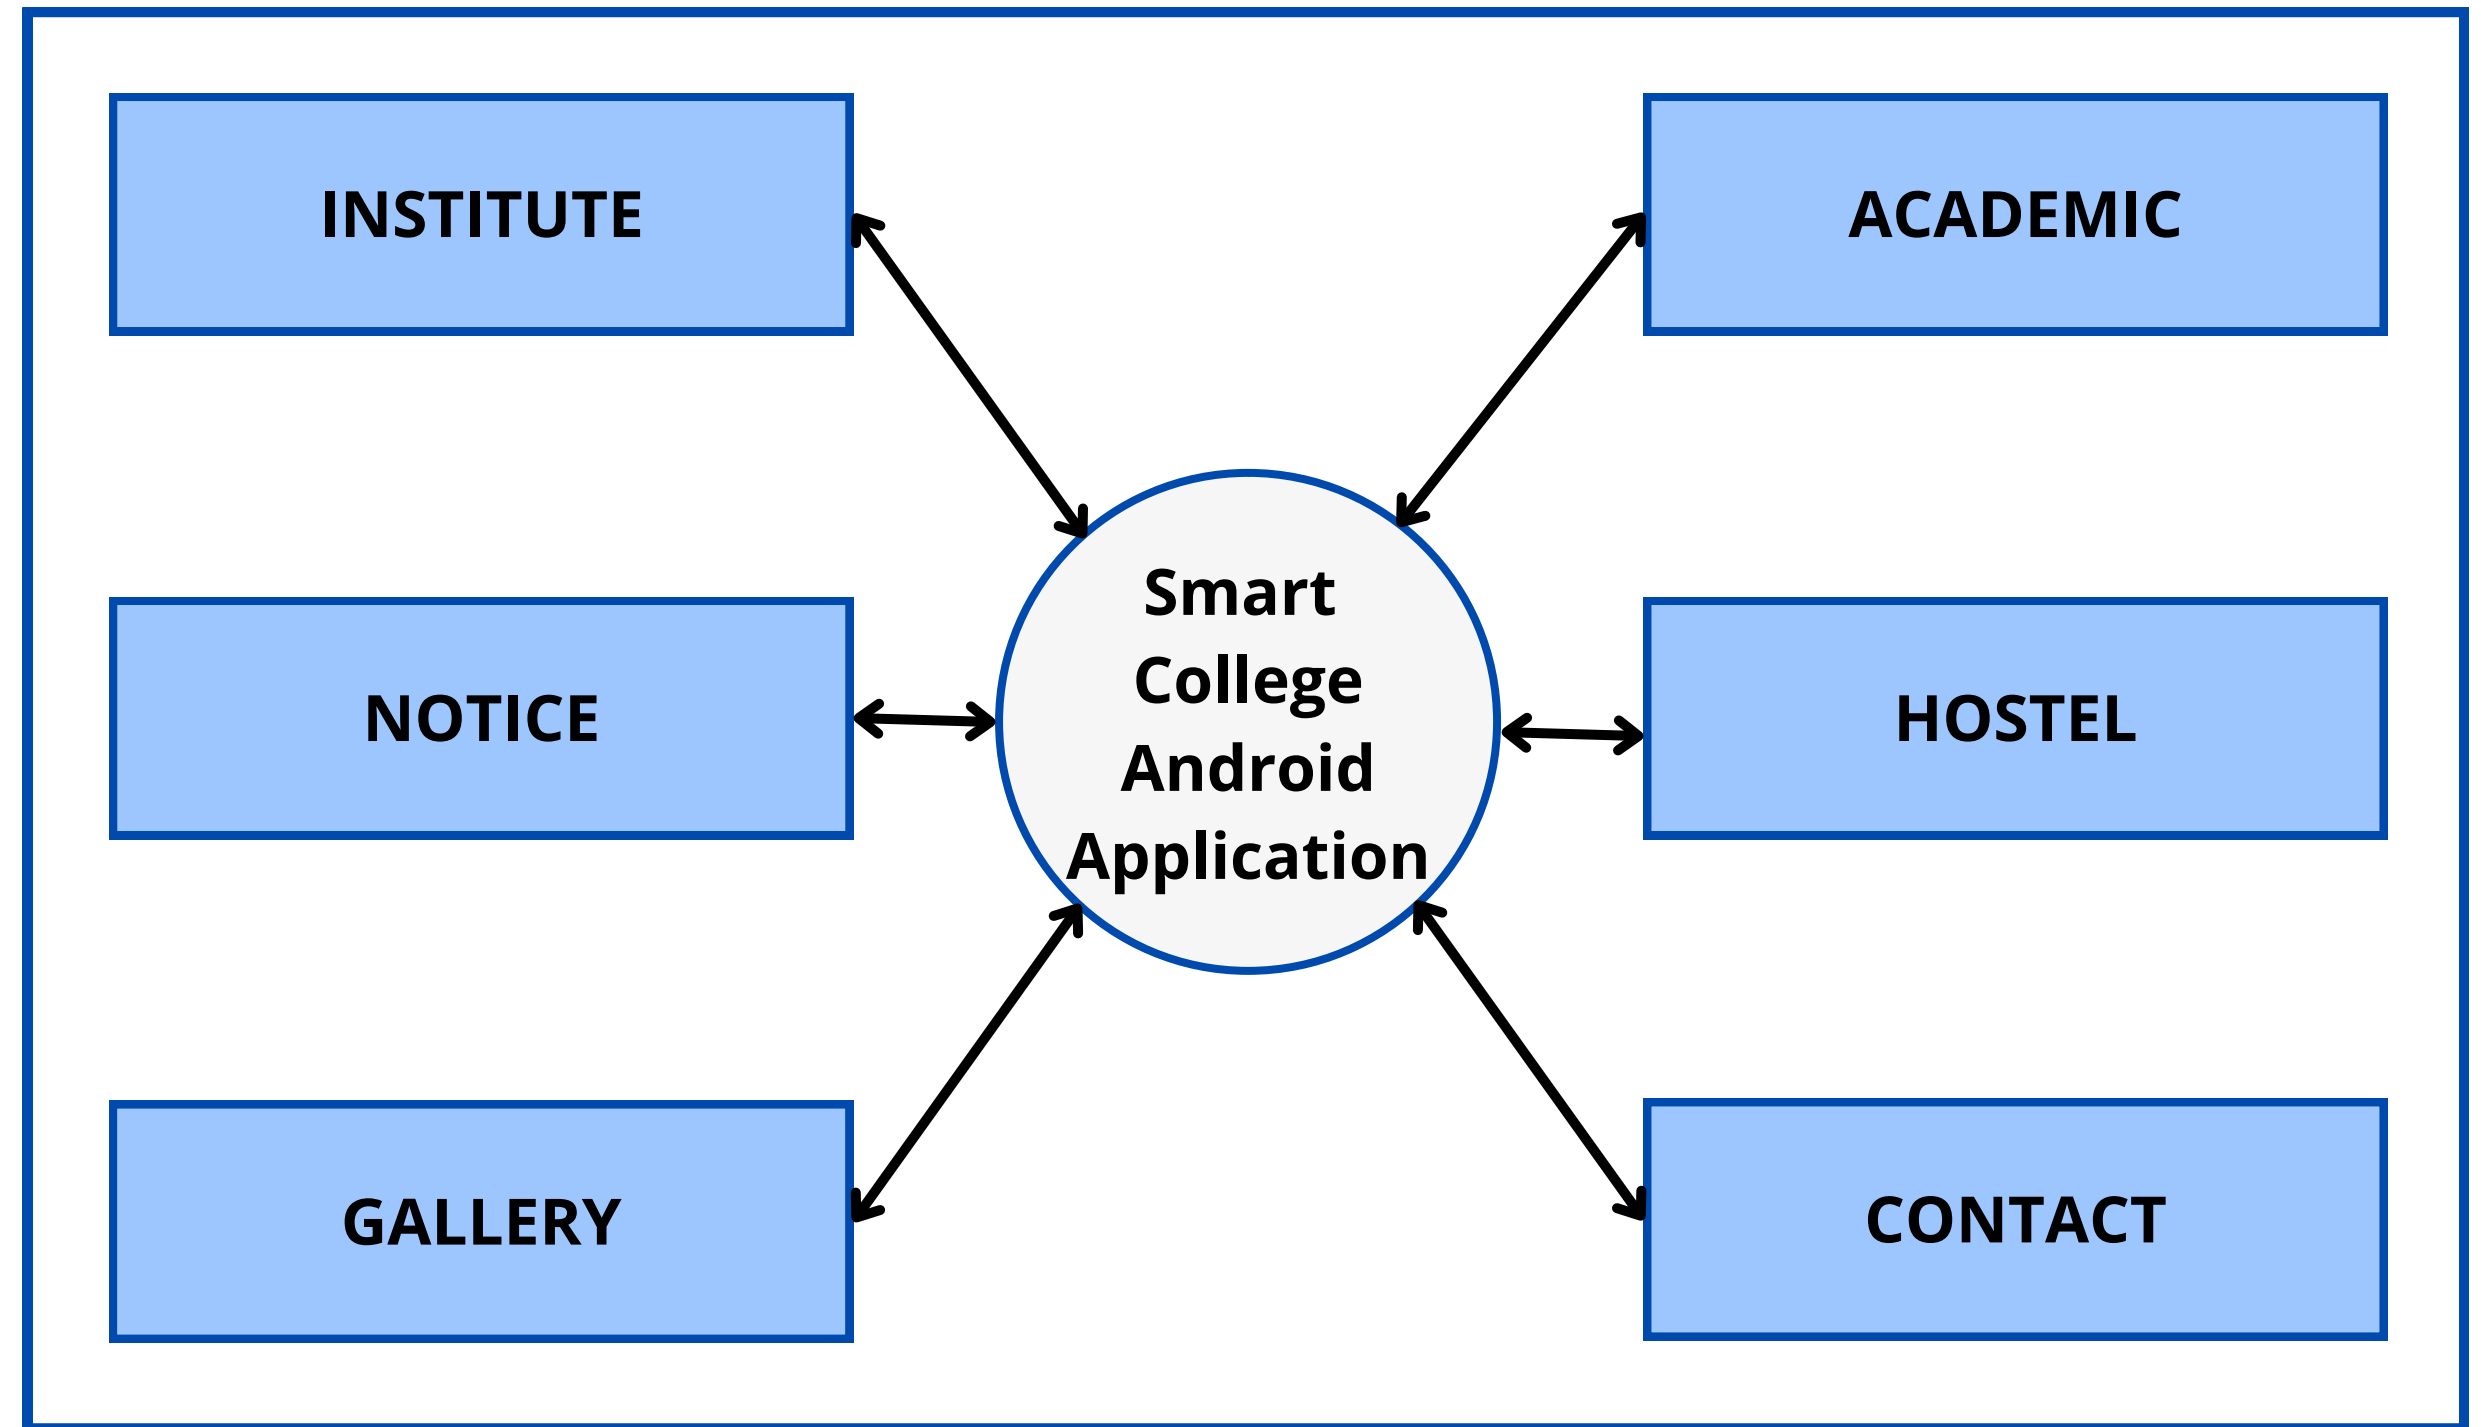 INSTITUTE
ACADEMIC
Smart
College
Android
Application
NOTICE
HOSTEL
GALLERY
CONTACT